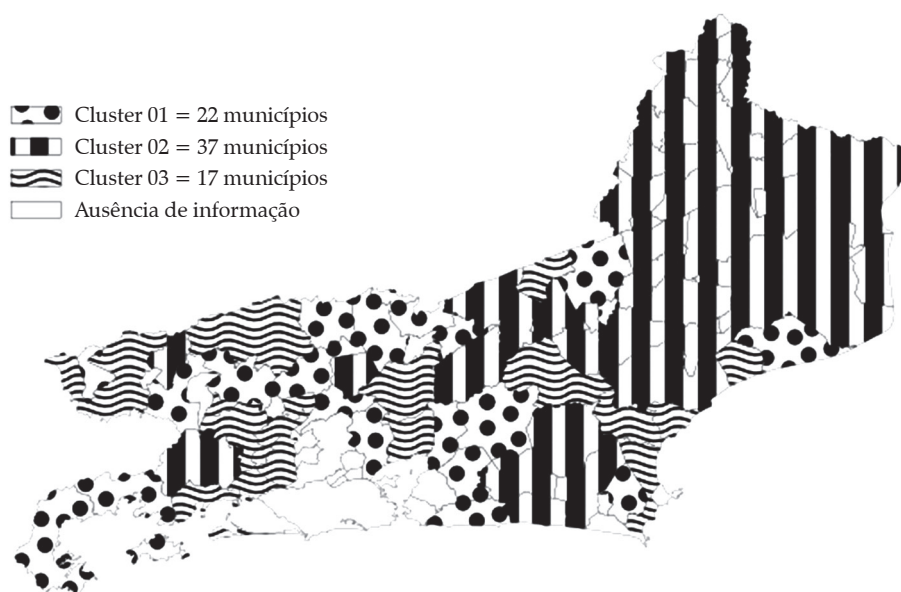 Cluster 01 = 22 municípios
Cluster 02 = 37 municípios
Cluster 03 = 17 municípios
Ausência de informação